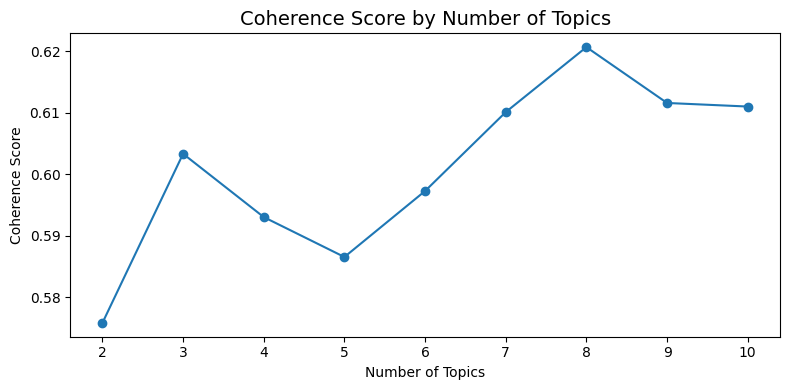 Coherence Score by Number of Topics
0.62
0.61
0.60
0.59
0.58
Coherence Score
2 3 4 5 6 7 8 9 10
Number of Topics